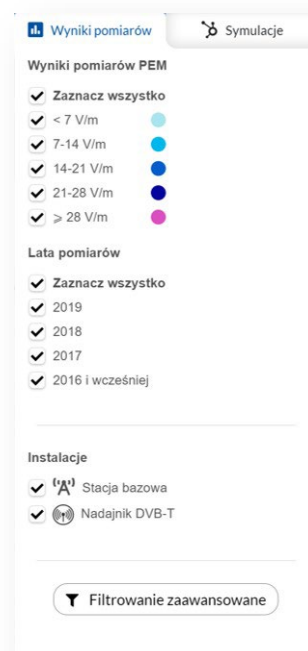 Wyniki pomiarów
Symulacje
Wyniki pomiarów PEM
Zaznacz wszystko
< 7 V/m
7-14 V/m
14-21 V/m
21-28 V/m
⩾ 28 V/m
Lata pomiarów
Zaznacz wszystko
2019
2018
2017
2016 i wcześniej
Instalacje
Stacja bazowa
Nadajnik DVB-T
Filtrowanie zaawansowane